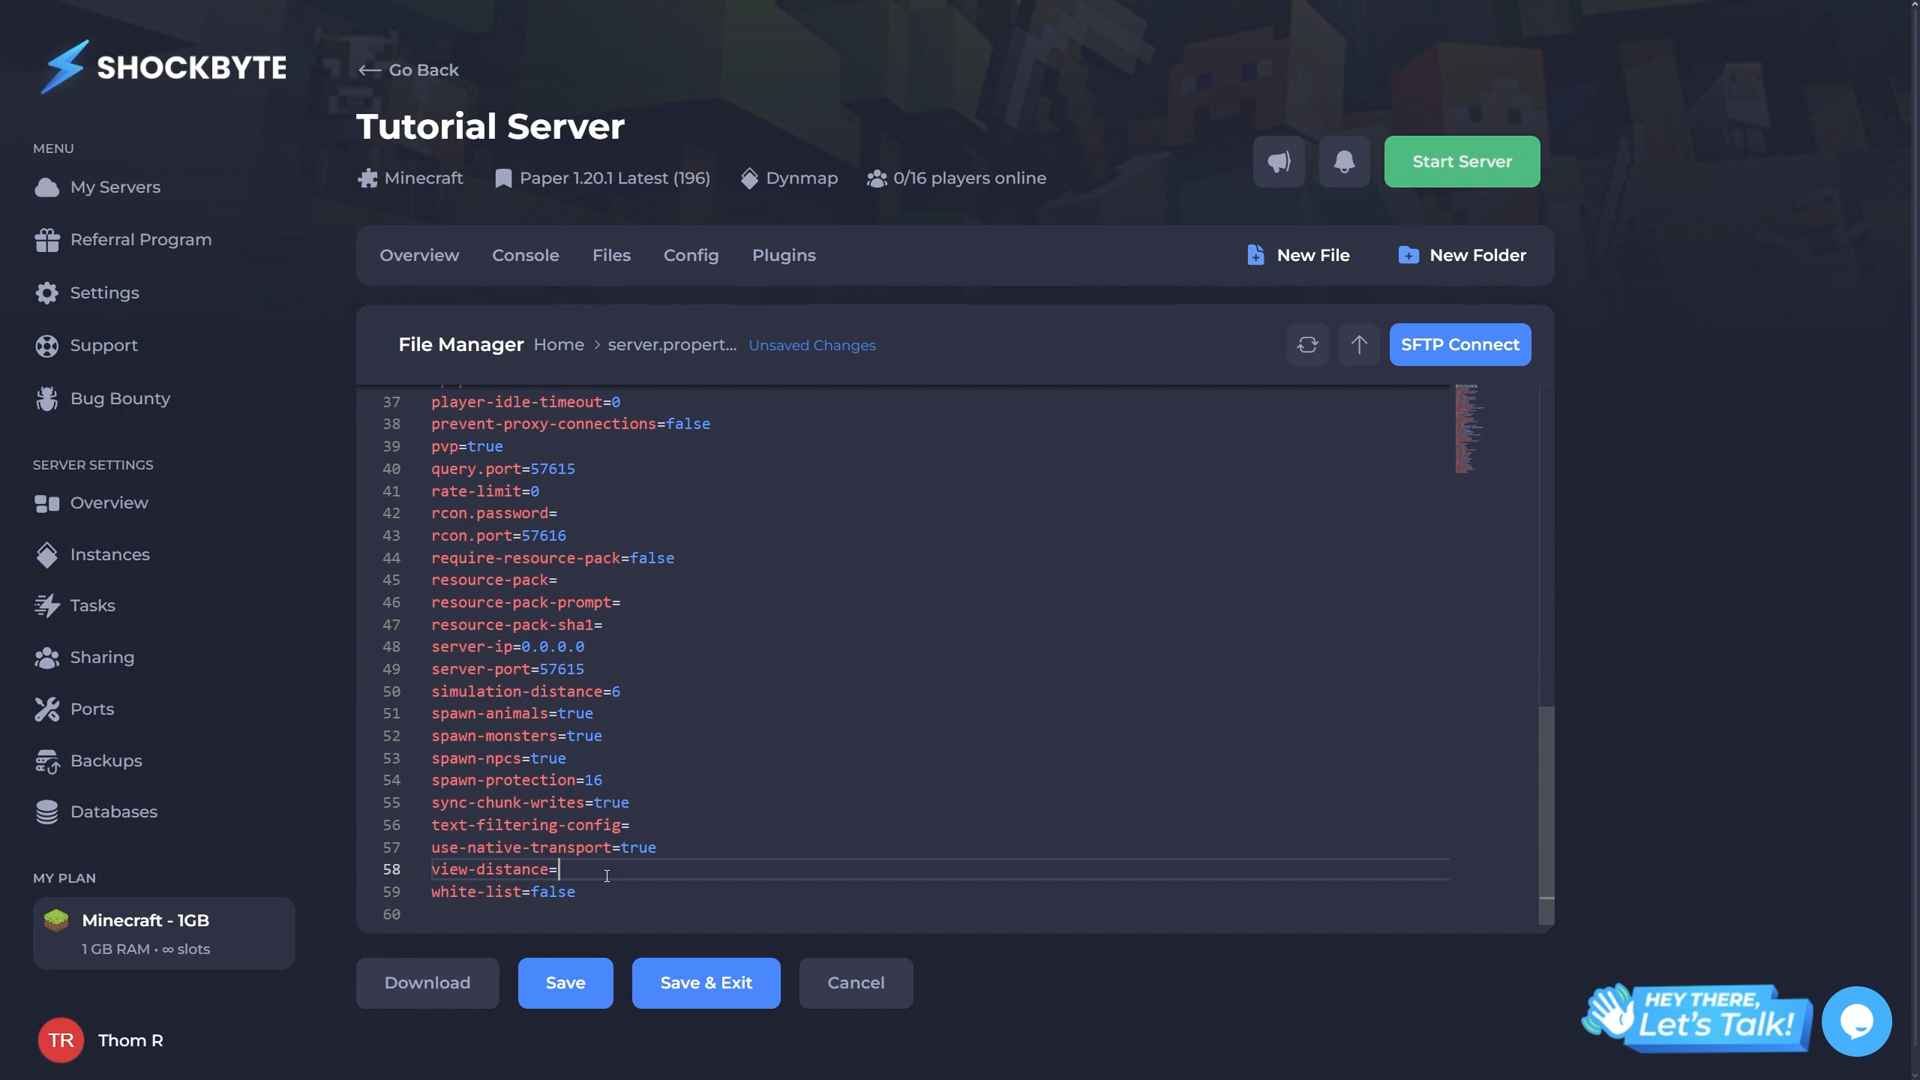 SHOCKBYTE
Go Back
Tutorial Server
Minecraft
Paper 1.20.1 Latest (196)
Dynmap
0/16 players online
Start Server
MENU
My Servers
Referral Program
Settings
Support
Bug Bounty
SERVER SETTINGS
Overview
Instances
Tasks
Sharing
Ports
Backups
Databases
MY PLAN
Minecraft - 1GB
1 GB RAM • ∞ slots
TR
Thom R
Overview
Console
Files
Config
Plugins
New File
New Folder
File Manager
Home > server.propert...
Unsaved Changes
SFTP Connect
37 player-idle-timeout=0
38 prevent-proxy-connections=false
39 pvp=true
40 query.port=57615
41 rate-limit=0
42 rcon.password=
43 rcon.port=57616
44 require-resource-pack=false
45 resource-pack=
46 resource-pack-prompt=
47 resource-pack-sha1=
48 server-ip=0.0.0.0
49 server-port=57615
50 simulation-distance=6
51 spawn-animals=true
52 spawn-monsters=true
53 spawn-npcs=true
54 spawn-protection=16
55 sync-chunk-writes=true
56 text-filtering-config=
57 use-native-transport=true
58 view-distance=
59 white-list=false
60
Download
Save
Save & Exit
Cancel
HEY THERE,
Let's Talk!